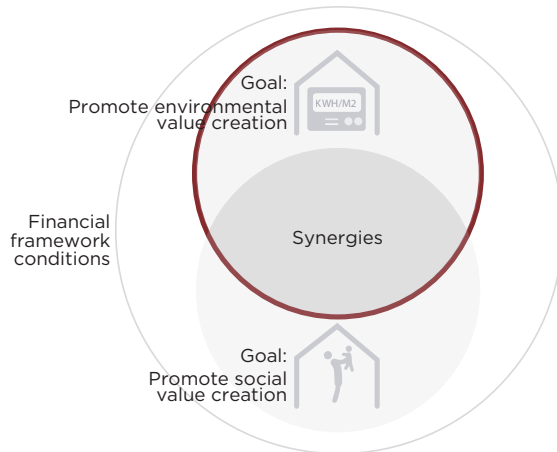 Goal:
Promote environmental
value creation
KWH/M2
Financial
framework
conditions
Synergies
Goal:
Promote social
value creation